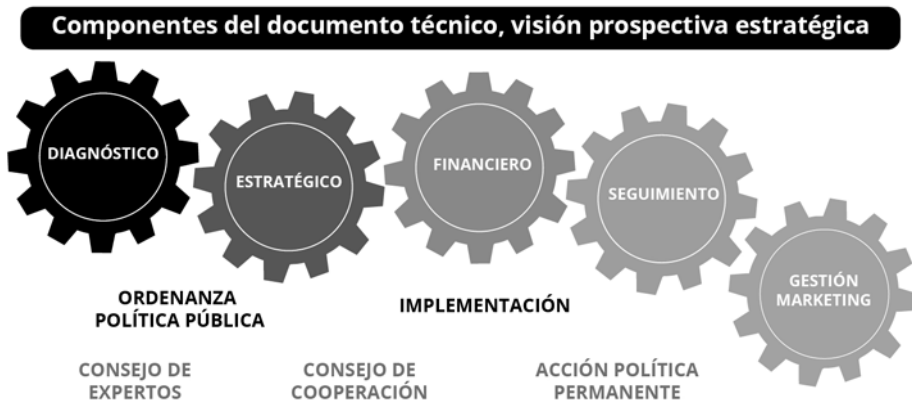 Componentes del documento técnico, visión prospectiva estratégica
DIAGNÓSTICO
ESTRATÉGICO
FINANCIERO
SEGUIMIENTO
GESTIÓN
MARKETING
ORDENANZA
POLÍTICA PÚBLICA
IMPLEMENTACIÓN
CONSEJO DE
EXPERTOS
CONSEJO DE
COOPERACIÓN
ACCIÓN POLÍTICA
PERMANENTE